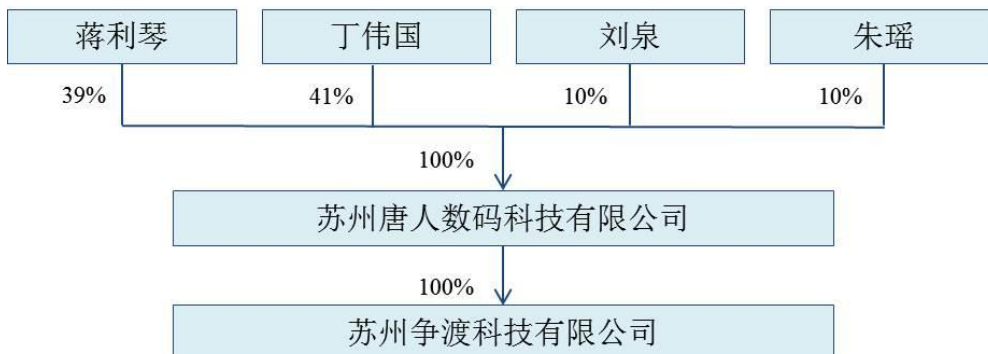 蒋利琴 丁伟国 刘泉 朱瑶
39% 41% 10% 10%
100%
苏州唐人数码科技有限公司
100%
苏州争渡科技有限公司